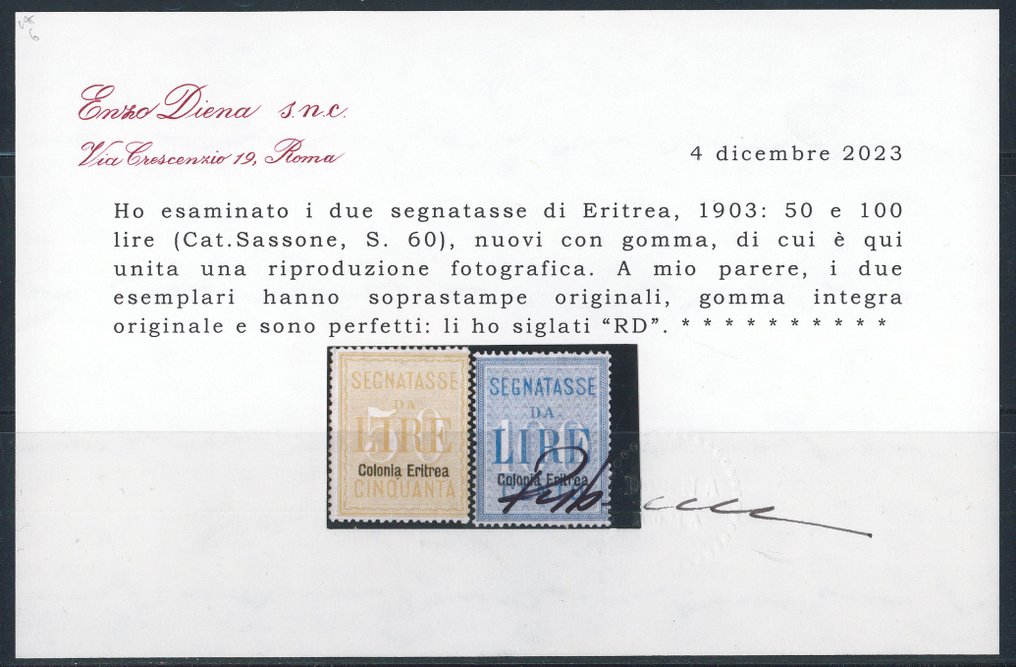 Enzo Diena s.n.c.
Via Crescenzio 19, Roma
4 dicembre 2023
Ho esaminato i due segnatasse di Eritrea, 1903: 50 e 100
lire (Cat.Sassone, S. 60), nuovi con gomma, di cui è qui
unita una riproduzione fotografica. A mio parere, i due
esemplari hanno soprastampe originali, gomma integra
originale e sono perfetti: li ho siglati “RD”. * * * * * * * * * *
SEGNATASSE
DA
50
LIRE
Colonia Eritrea
CINQUANTA
SEGNATASSE
DA
100
LIRE
Colonia Eritrea